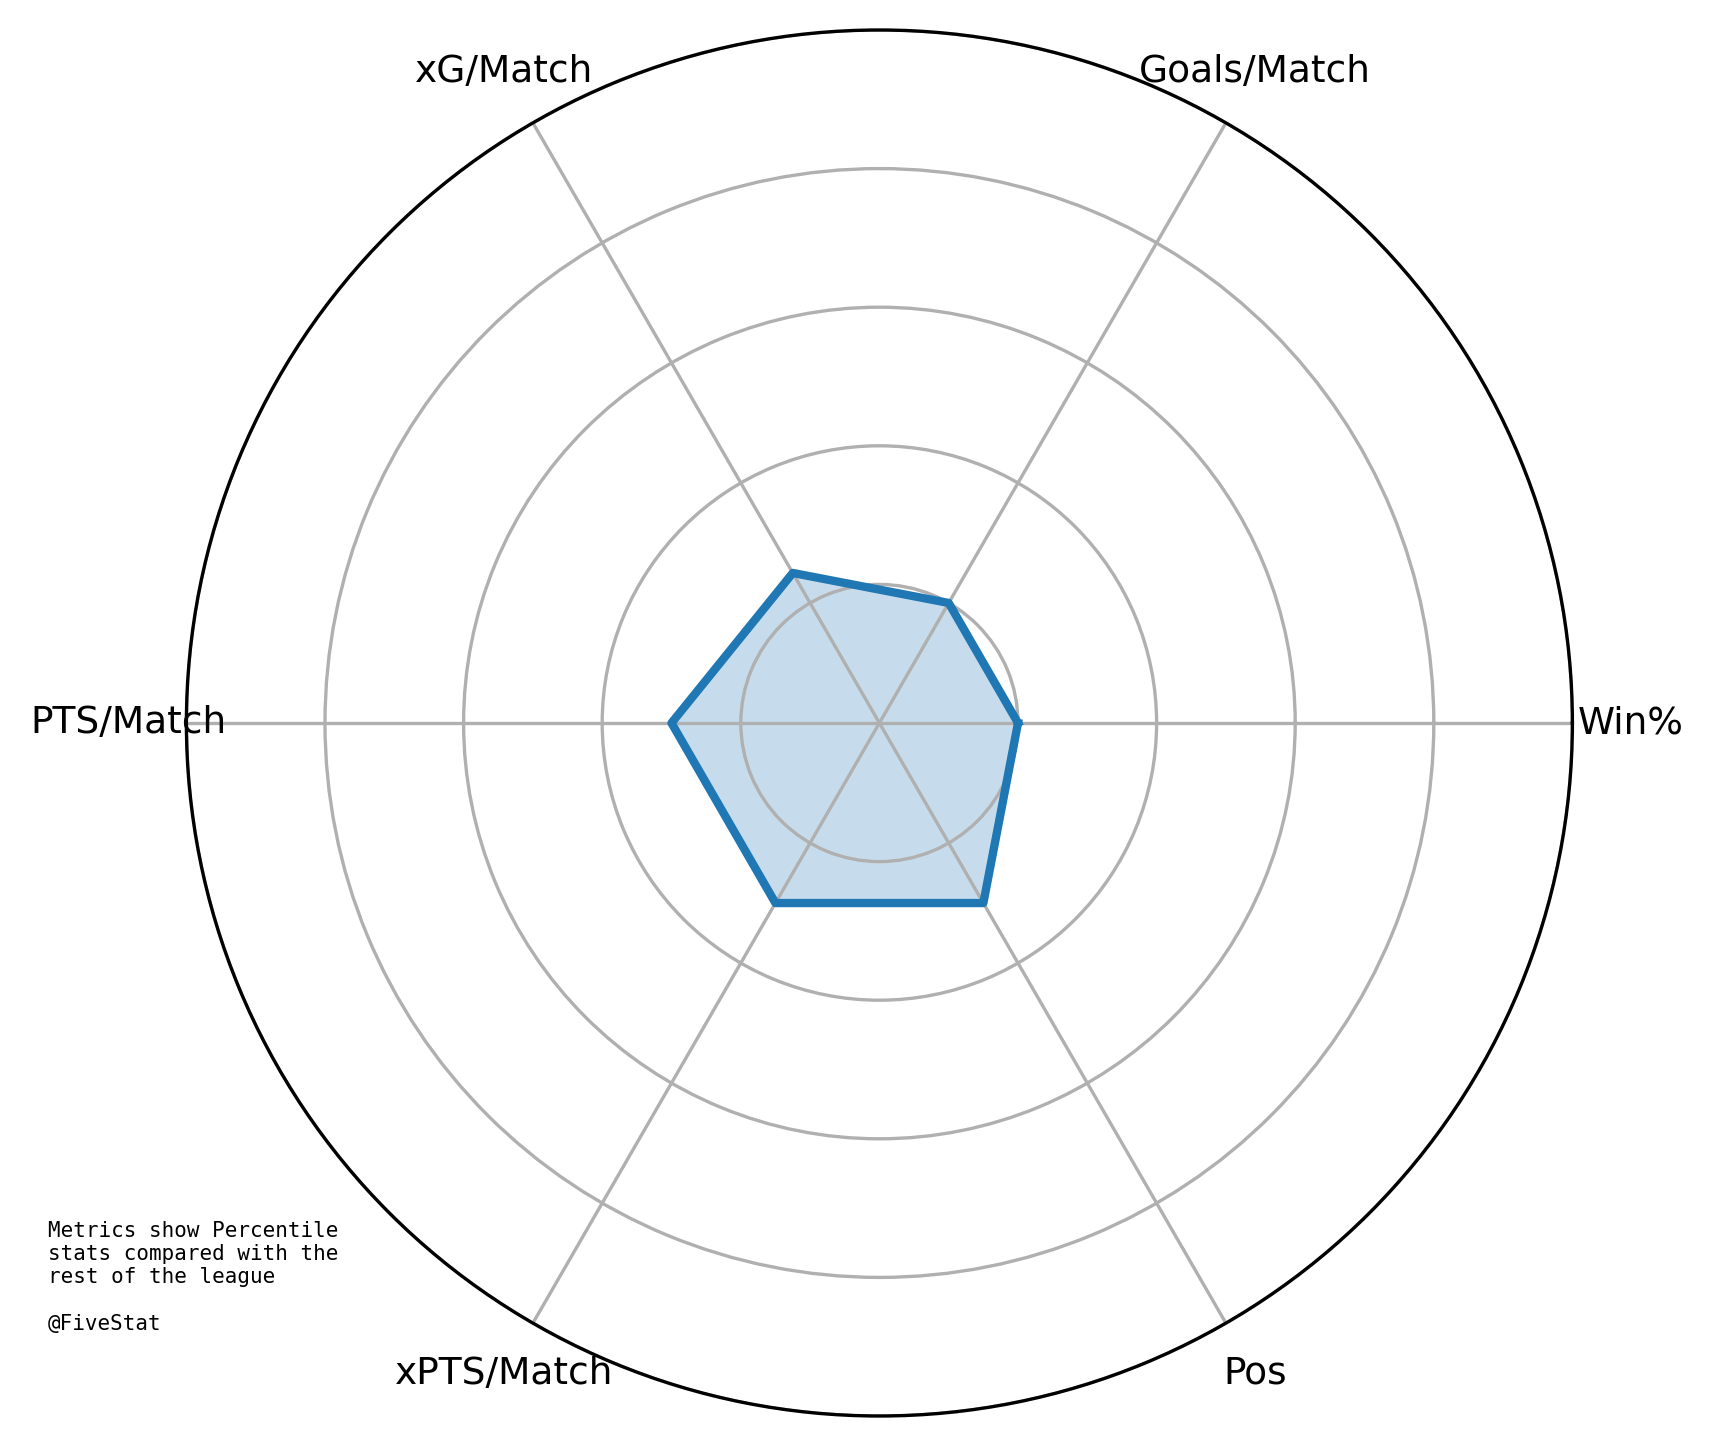 xG/Match
Goals/Match
PTS/Match
Win%
Metrics show Percentile
stats compared with the
rest of the league
@FiveStat
xPTS/Match
Pos